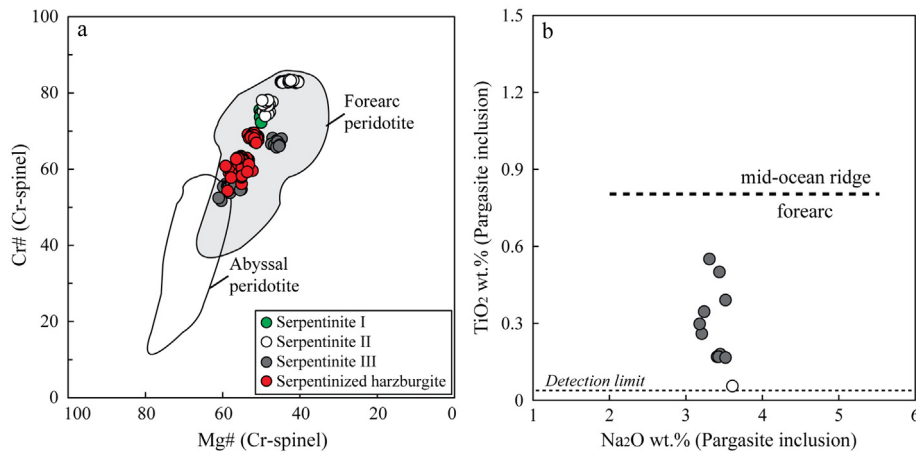 a
100
80
60
40
20
0
Cr# (Cr-spinel)
Forearc
peridotite
Abyssal
peridotite
Serpentinite I
Serpentinite II
Serpentinite III
Serpentinized harzburgite
100
80
60
40
20
0
Mg# (Cr-spinel)
b
1.5
1.2
0.9
0.6
0.3
0
TiO2 wt.% (Pargasite inclusion)
mid-ocean ridge
forearc
Detection limit
1
2
3
4
5
6
Na2O wt.% (Pargasite inclusion)